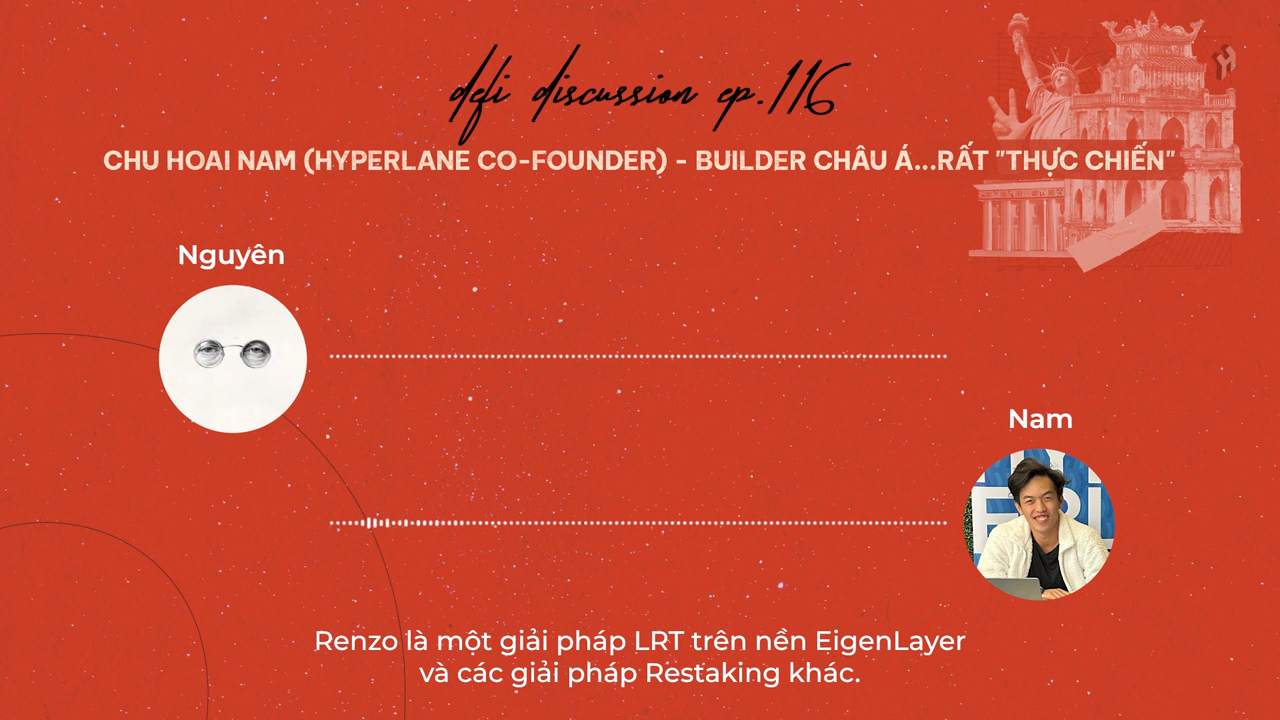 defi discussion ep.116
CHU HOAI NAM (HYPERLANE CO-FOUNDER) - BUILDER CHÂU Á...RẤT "THỰC CHIẾN"
Nguyên
Nam
Renzo là một giải pháp LRT trên nền EigenLayer
và các giải pháp Restaking khác.